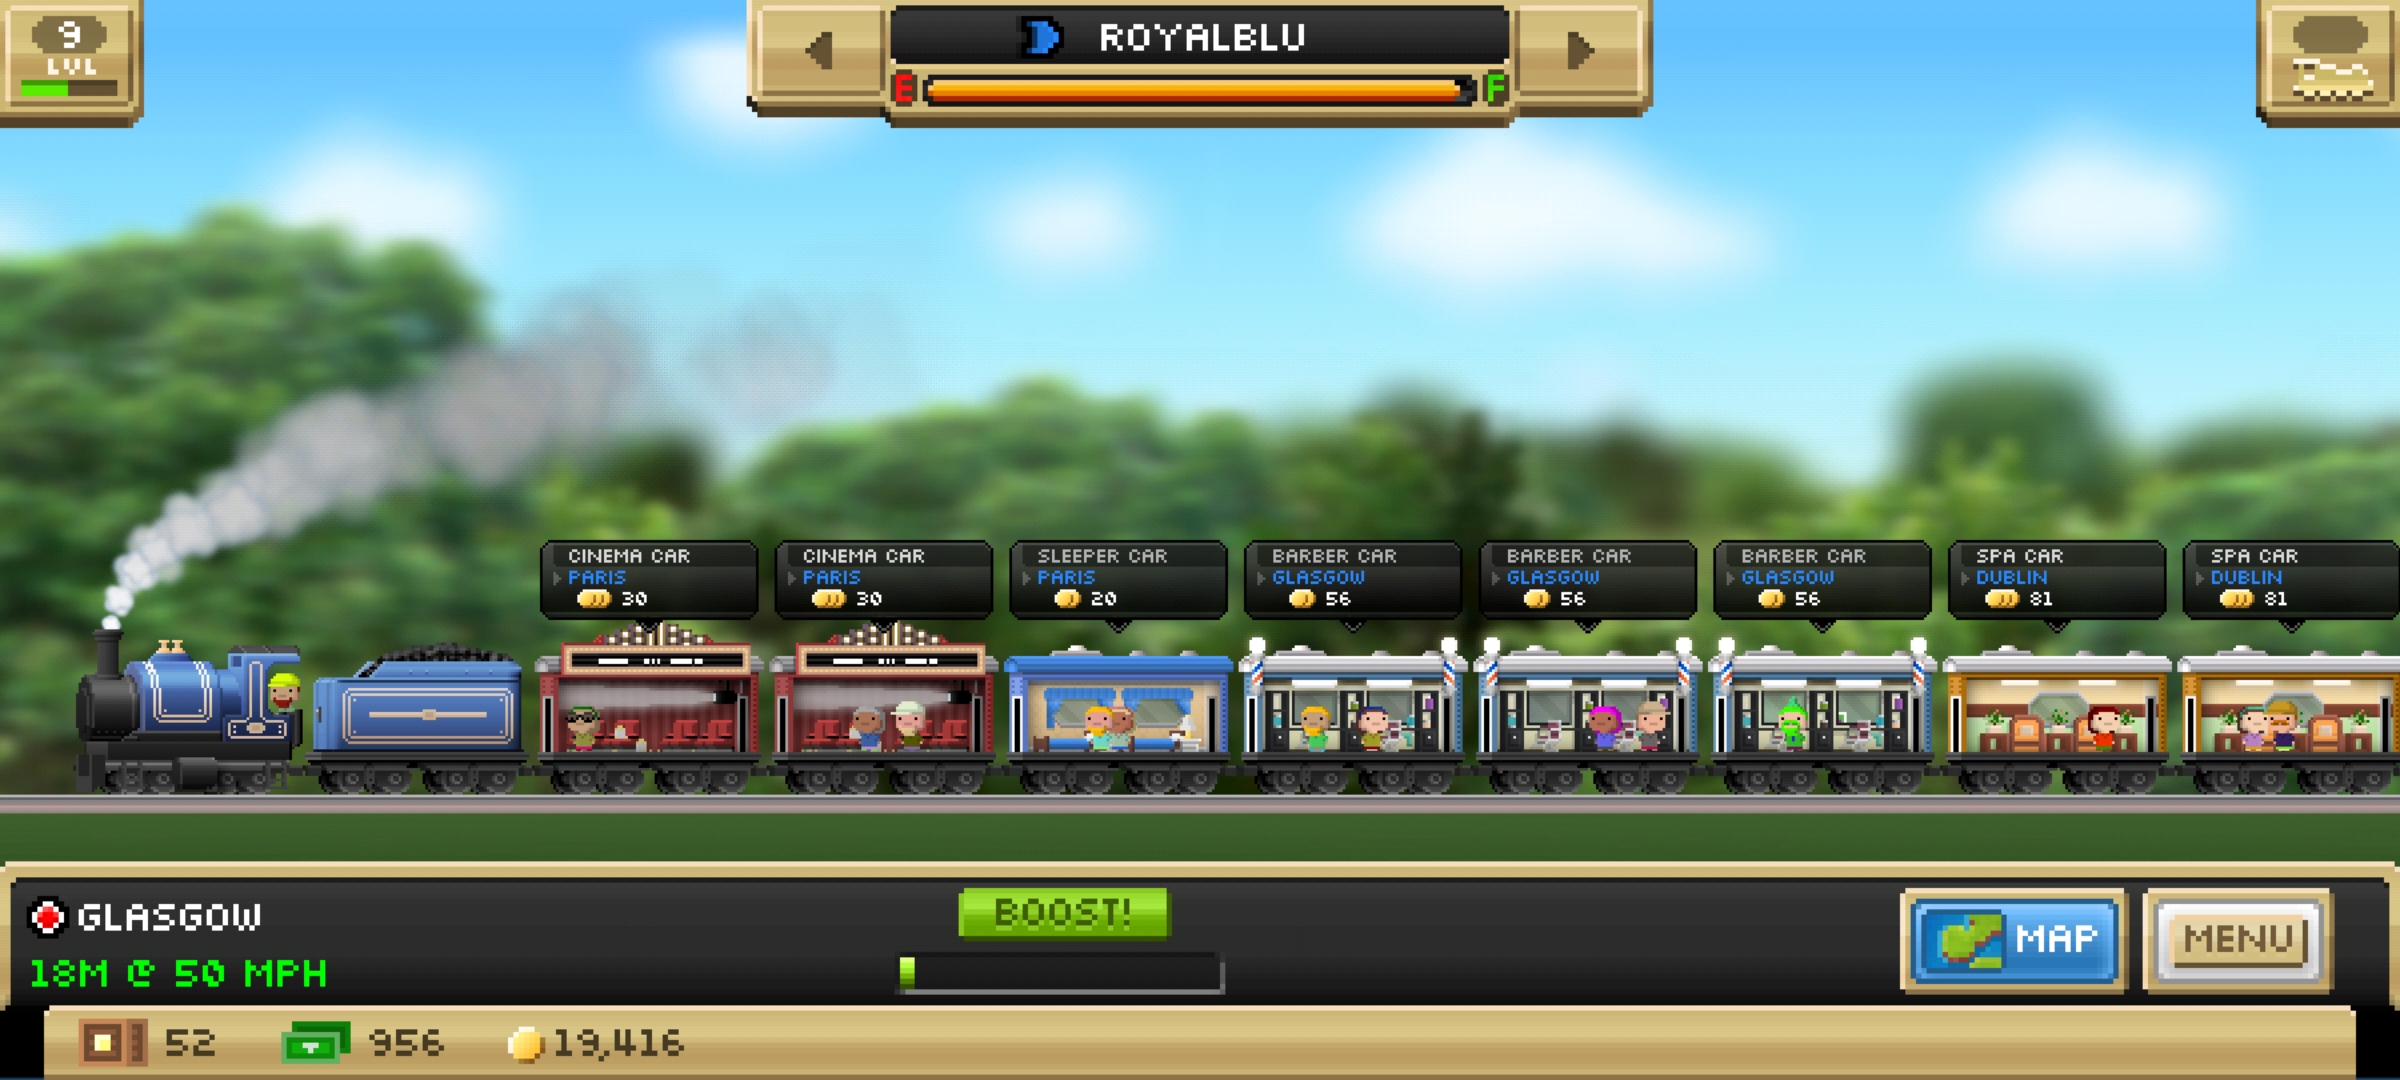 9
LVL
ROYALBLU
E F
CINEMA CAR
PARIS
30
CINEMA CAR
PARIS
30
SLEEPER CAR
PARIS
20
BARBER CAR
GLASGOW
56
BARBER CAR
GLASGOW
56
BARBER CAR
GLASGOW
56
SPA CAR
DUBLIN
81
SPA CAR
DUBLIN
81
GLASGOW
18M @ 50 MPH
BOOST!
MAP
MENU
52
956
19,416